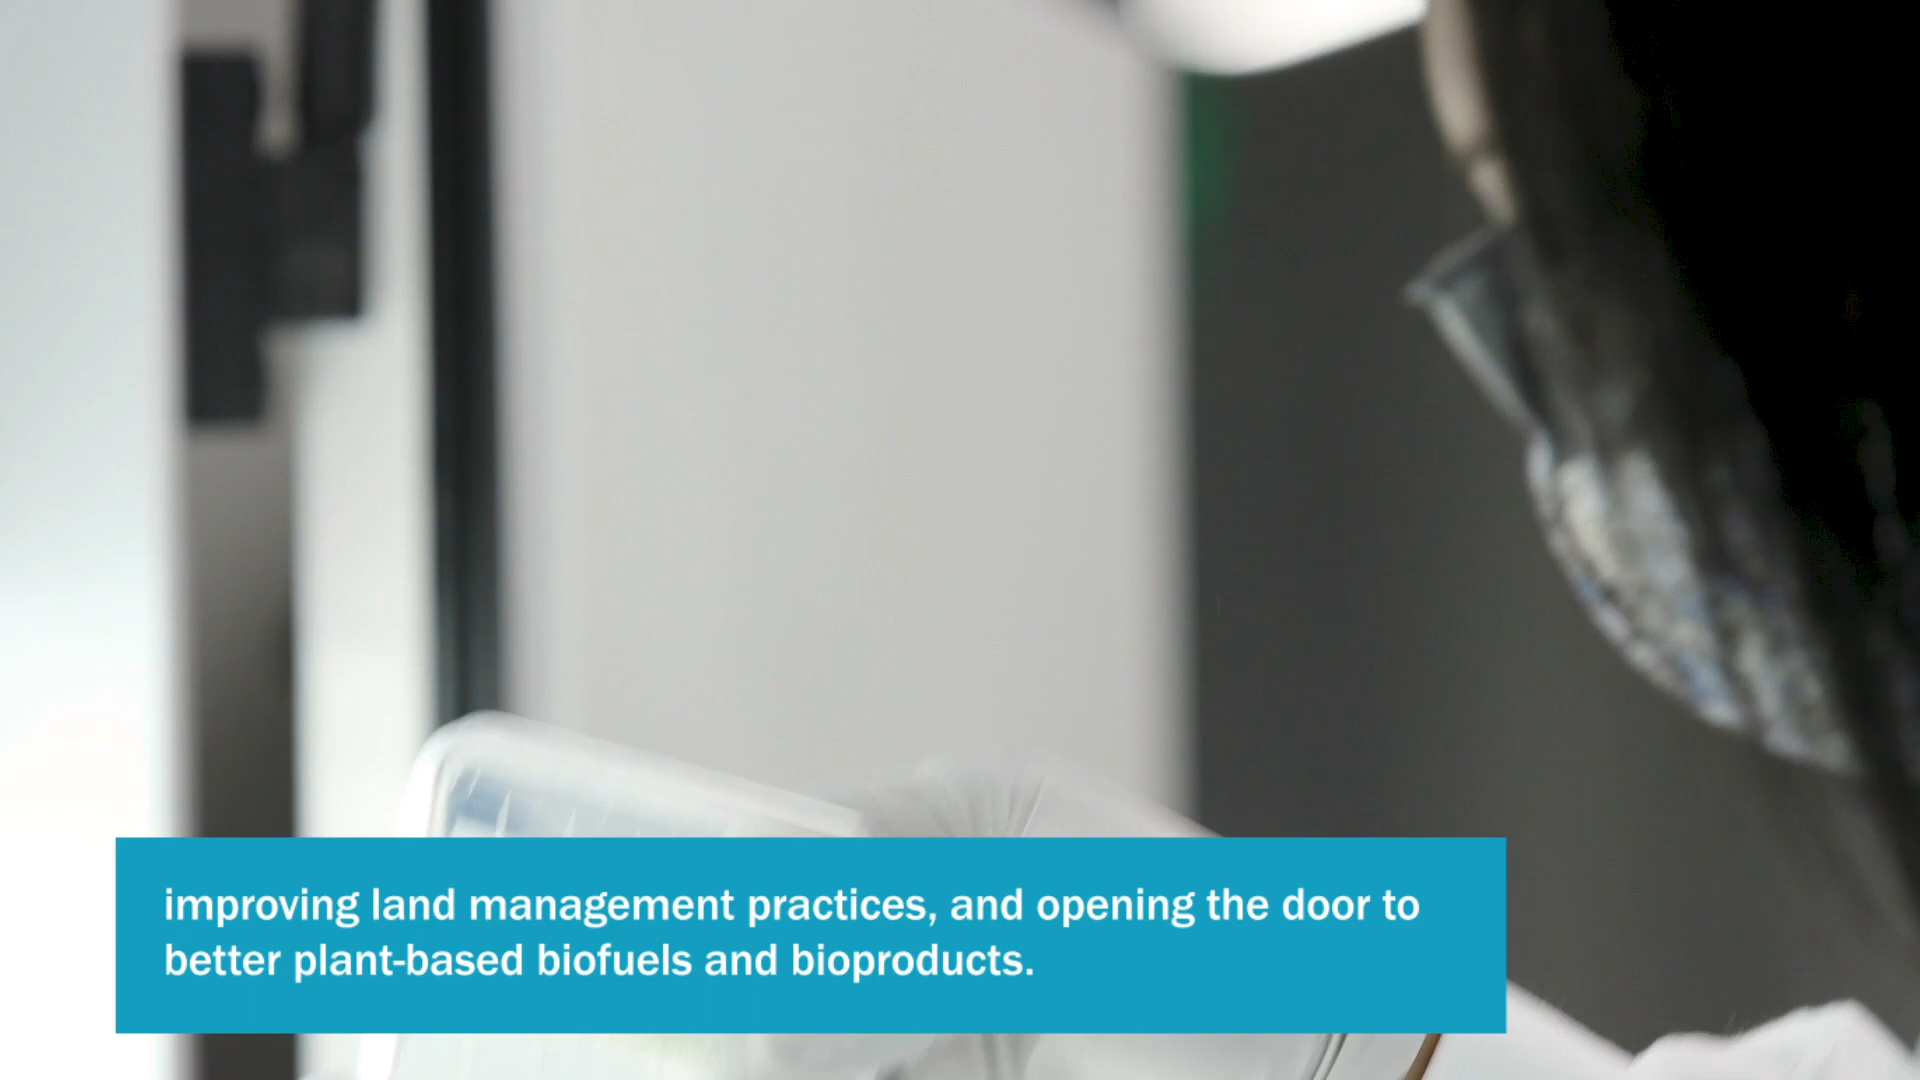 improving land management practices, and opening the door to
better plant-based biofuels and bioproducts.